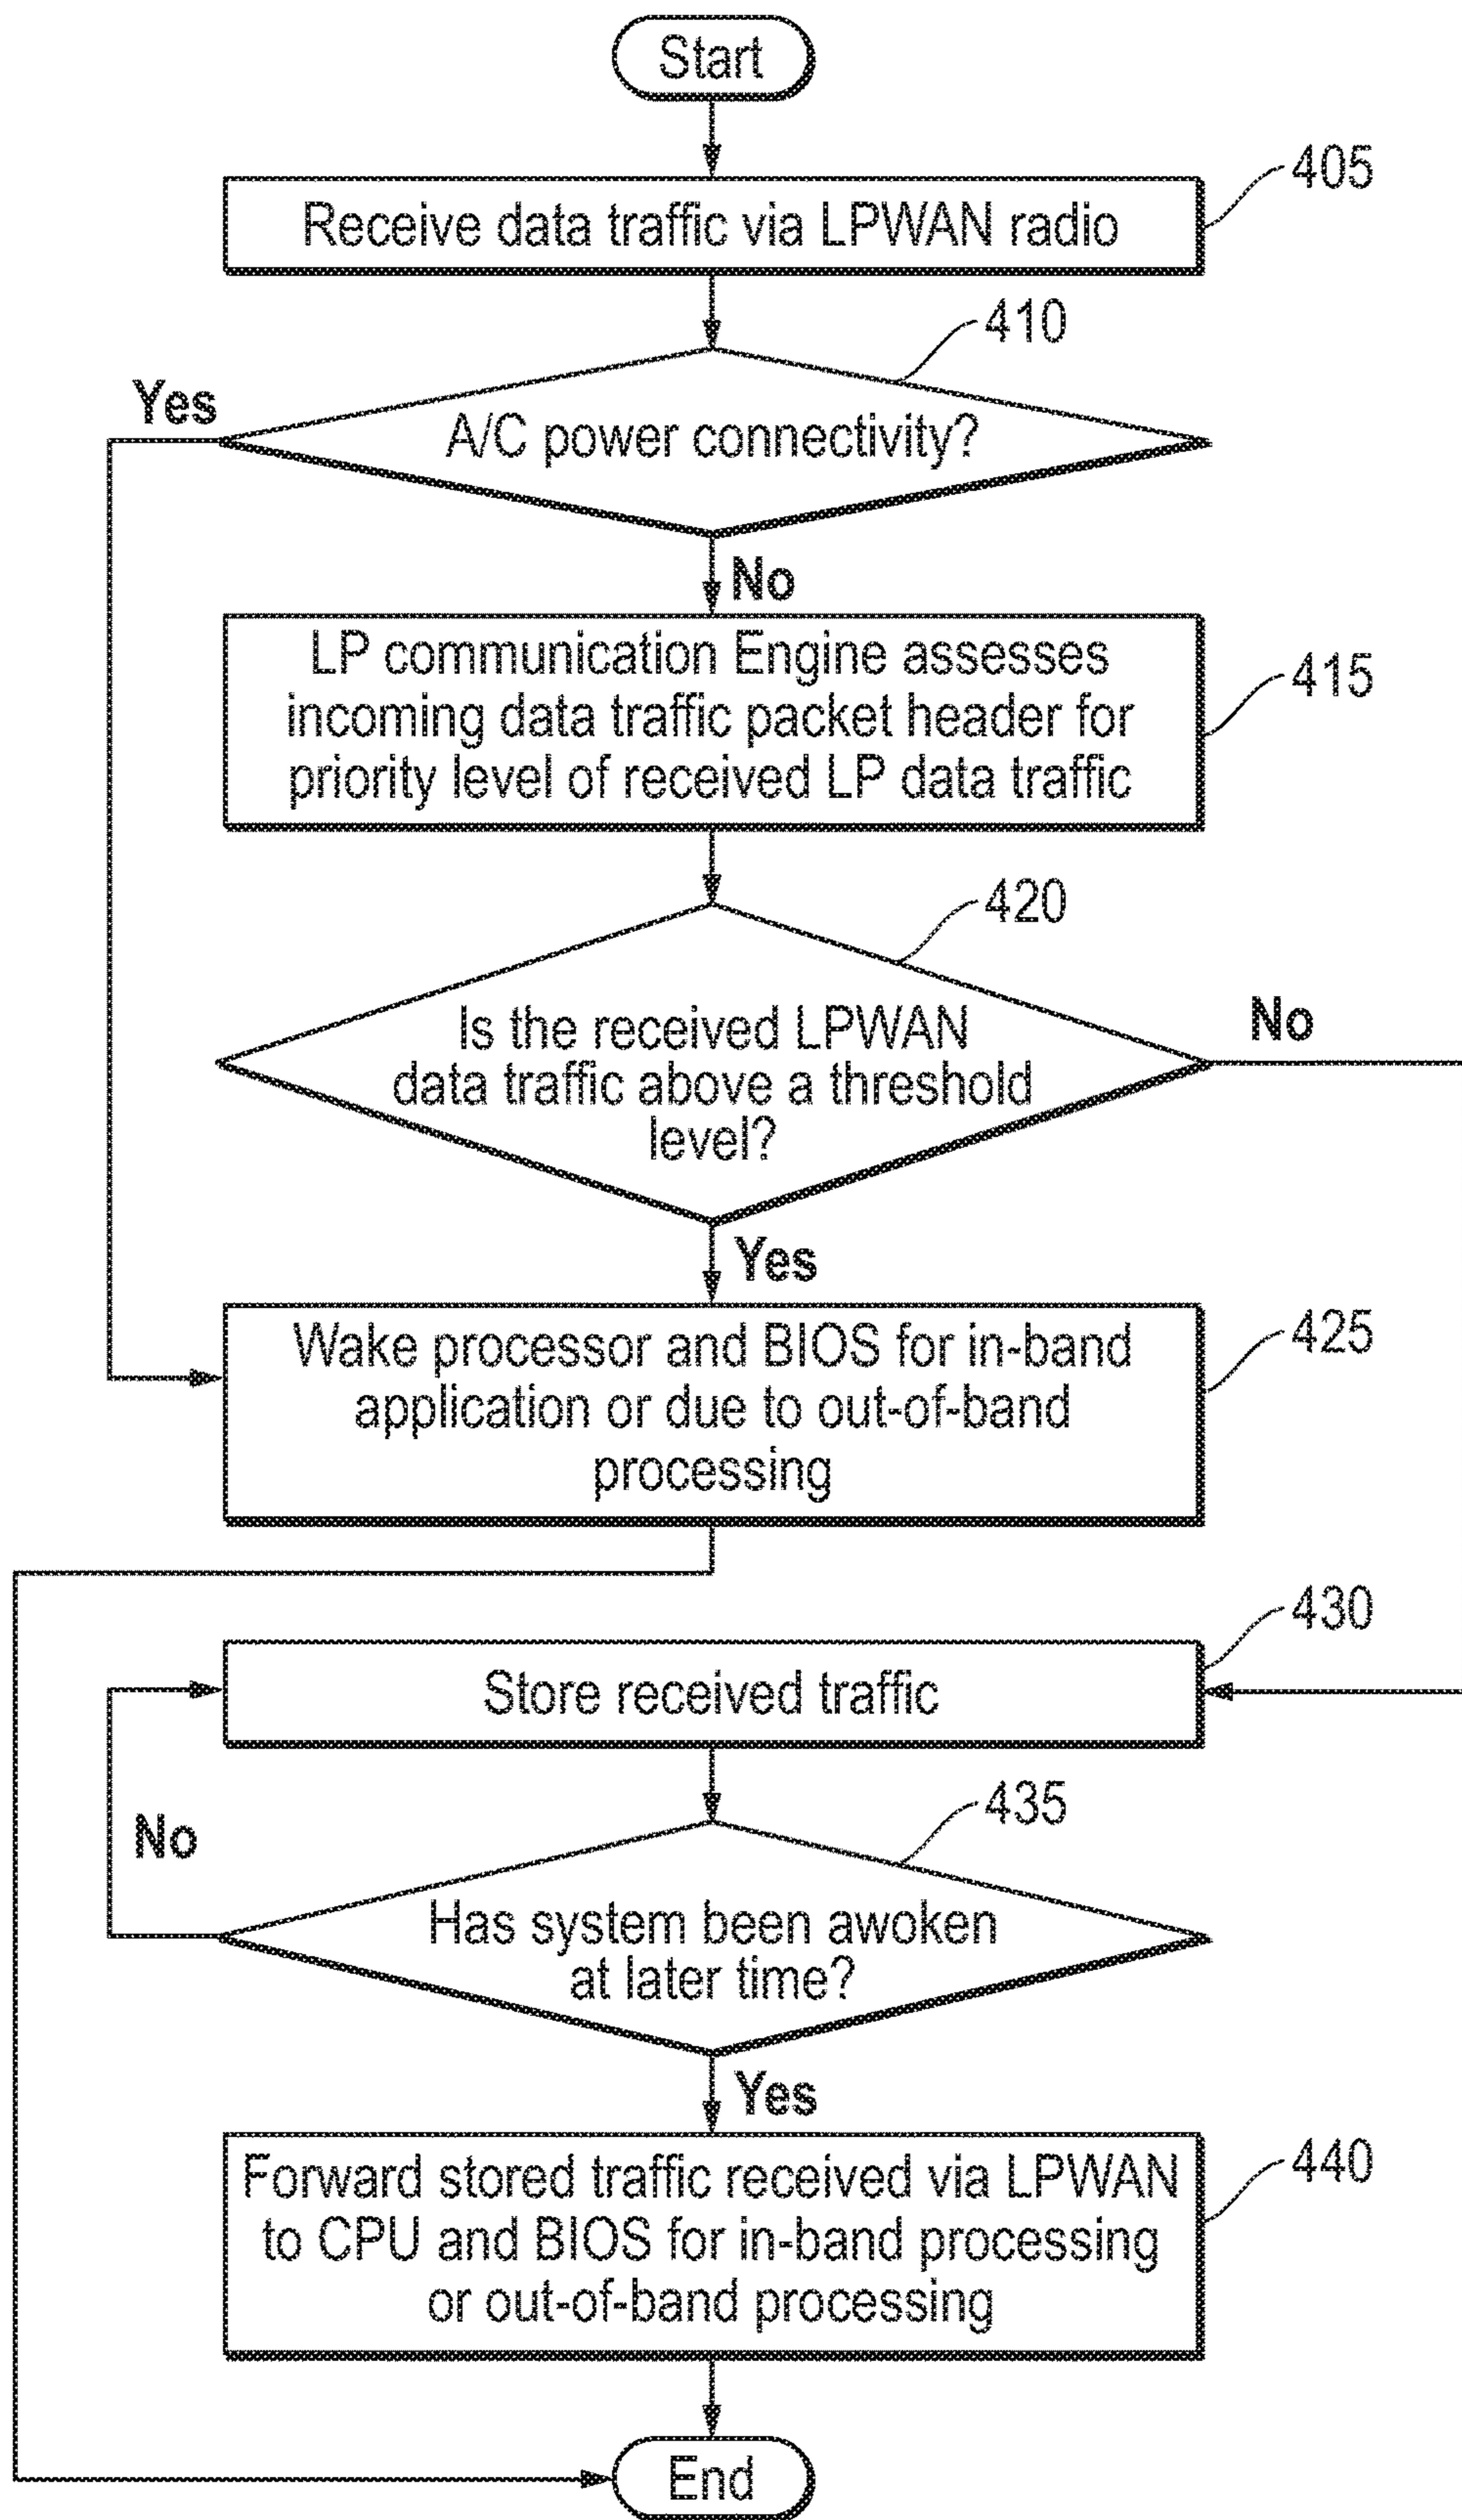 Start
405
Receive data traffic via LPWAN radio
410
Yes
A/C power connectivity?
No
LP communication Engine assesses
incoming data traffic packet header for
priority level of received LP data traffic
415
420
Is the received LPWAN
data traffic above a threshold
level?
No
Yes
Wake processor and BIOS for in-band
application or due to out-of-band
processing
425
430
Store received traffic
435
No
Has system been awoken
at later time?
Yes
Forward stored traffic received via LPWAN
to CPU and BIOS for in-band processing
or out-of-band processing
440
End